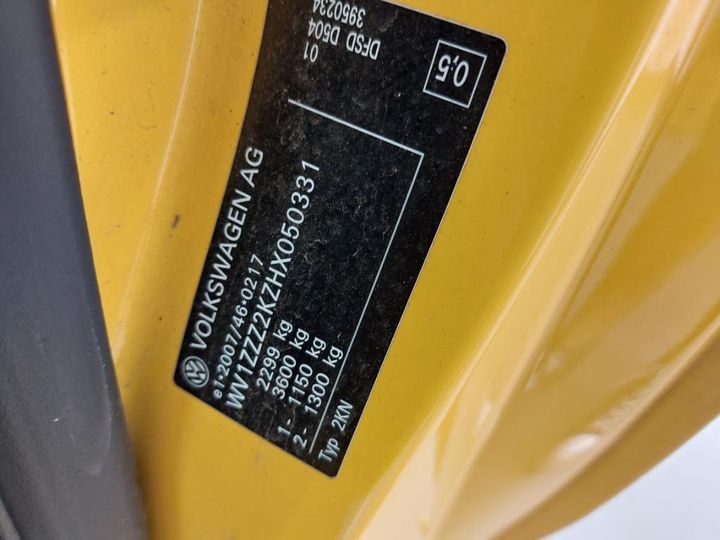 VOLKSWAGEN AG
e1*2007/46*0217
WV1ZZZ2KZHX050331
2299 kg
3600 kg
1- 1150 kg
2- 1300 kg
Typ 2KN
01
DFSD D504
3950234
0,5